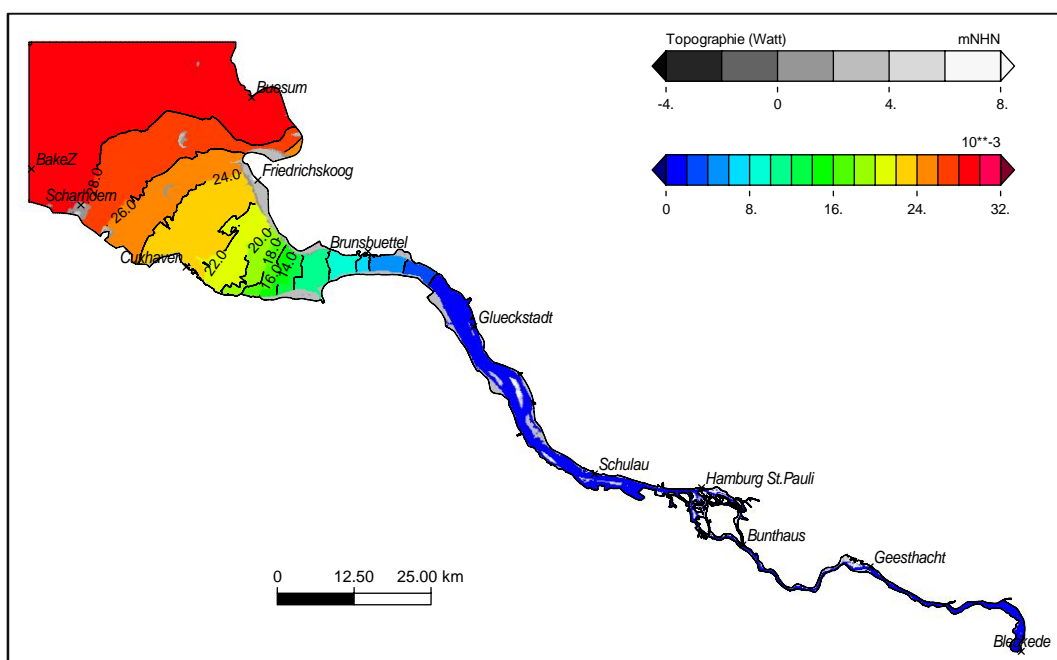 Topographie (Watt) mNHN
-4. 0 4. 8.
10**-3
0 8. 16. 24. 32.
Buesum
BakeZ
Friedrichskoog
28.0
24.0
Scharhoern
26.0
Brunsbuettel
20.0
18.0
Cuxhaven
22.0
16.0
14.0
Glueckstadt
Schulau
Hamburg St.Pauli
Bunthaus
Geesthacht
0 12.50 25.00 km
Bleckede